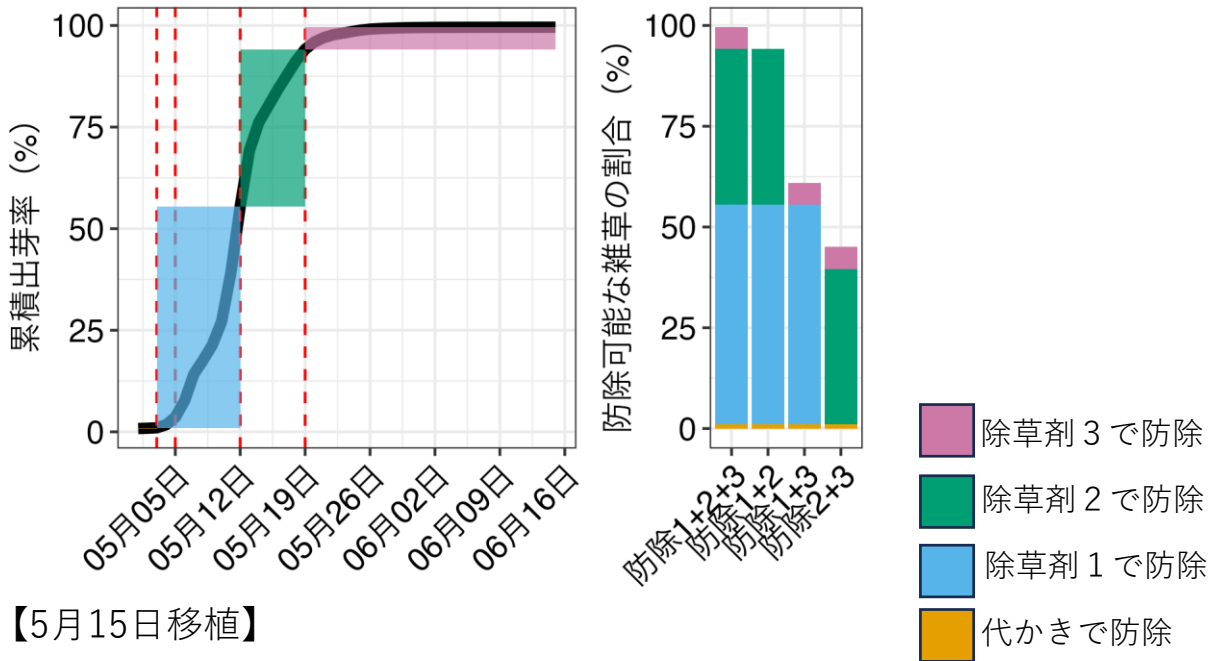 累積出芽率（%）
100
75
50
25
0
05月05日
05月12日
05月19日
05月26日
06月02日
06月09日
06月16日
防除可能な雑草の割合（%）
100
75
50
25
0
防除1+2+3
防除1+2
防除1+3
防除2+3
除草剤３で防除
除草剤２で防除
除草剤１で防除
代かきで防除
【5月15日移植】